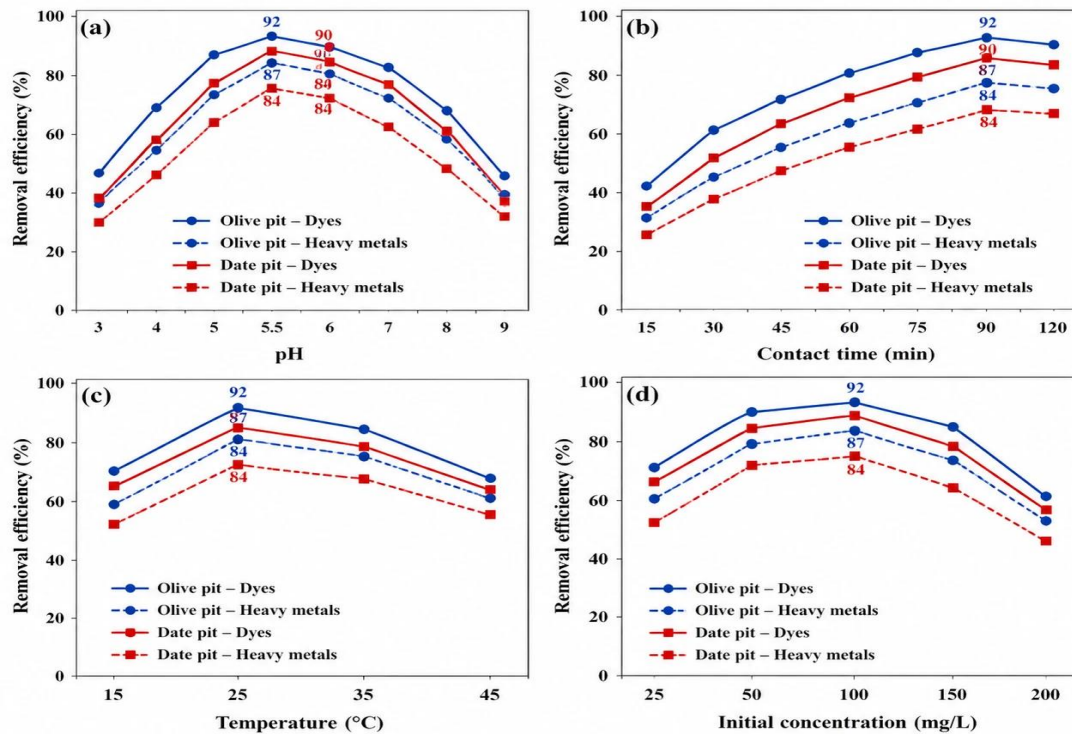 (a)
Removal efficiency (%)
100
80
60
40
20
0
92
90
87
84
84
84
Olive pit – Dyes
Olive pit – Heavy metals
Date pit – Dyes
Date pit – Heavy metals
3 4 5 5.5 6 7 8 9
pH
(b)
Removal efficiency (%)
100
80
60
40
20
0
92
90
87
84
84
Olive pit – Dyes
Olive pit – Heavy metals
Date pit – Dyes
Date pit – Heavy metals
15 30 45 60 75 90 120
Contact time (min)
(c)
Removal efficiency (%)
100
80
60
40
20
0
92
87
84
84
Olive pit – Dyes
Olive pit – Heavy metals
Date pit – Dyes
Date pit – Heavy metals
15 25 35 45
Temperature (°C)
(d)
Removal efficiency (%)
100
80
60
40
20
0
92
87
84
Olive pit – Dyes
Olive pit – Heavy metals
Date pit – Dyes
Date pit – Heavy metals
25 50 100 150 200
Initial concentration (mg/L)